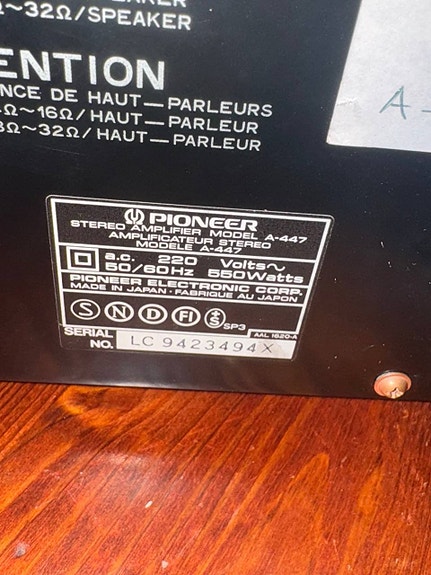 Ω~32Ω/SPEAKER
ENTION
NCE DE HAUT—PARLEURS
Ω~16Ω/HAUT—PARLEUR
Ω~32Ω/HAUT—PARLEUR
A-
PIONEER
STEREO AMPLIFIER MODEL A-447
AMPLIFICATEUR STEREO
MODELE A-447
a.c. 220 Volts~
50/60Hz 550Watts
PIONEER ELECTRONIC CORP.
MADE IN JAPAN · FABRIQUE AU JAPON
S N D FI S SP3
SERIAL NO. AAL 1620-A
LC 9423494X